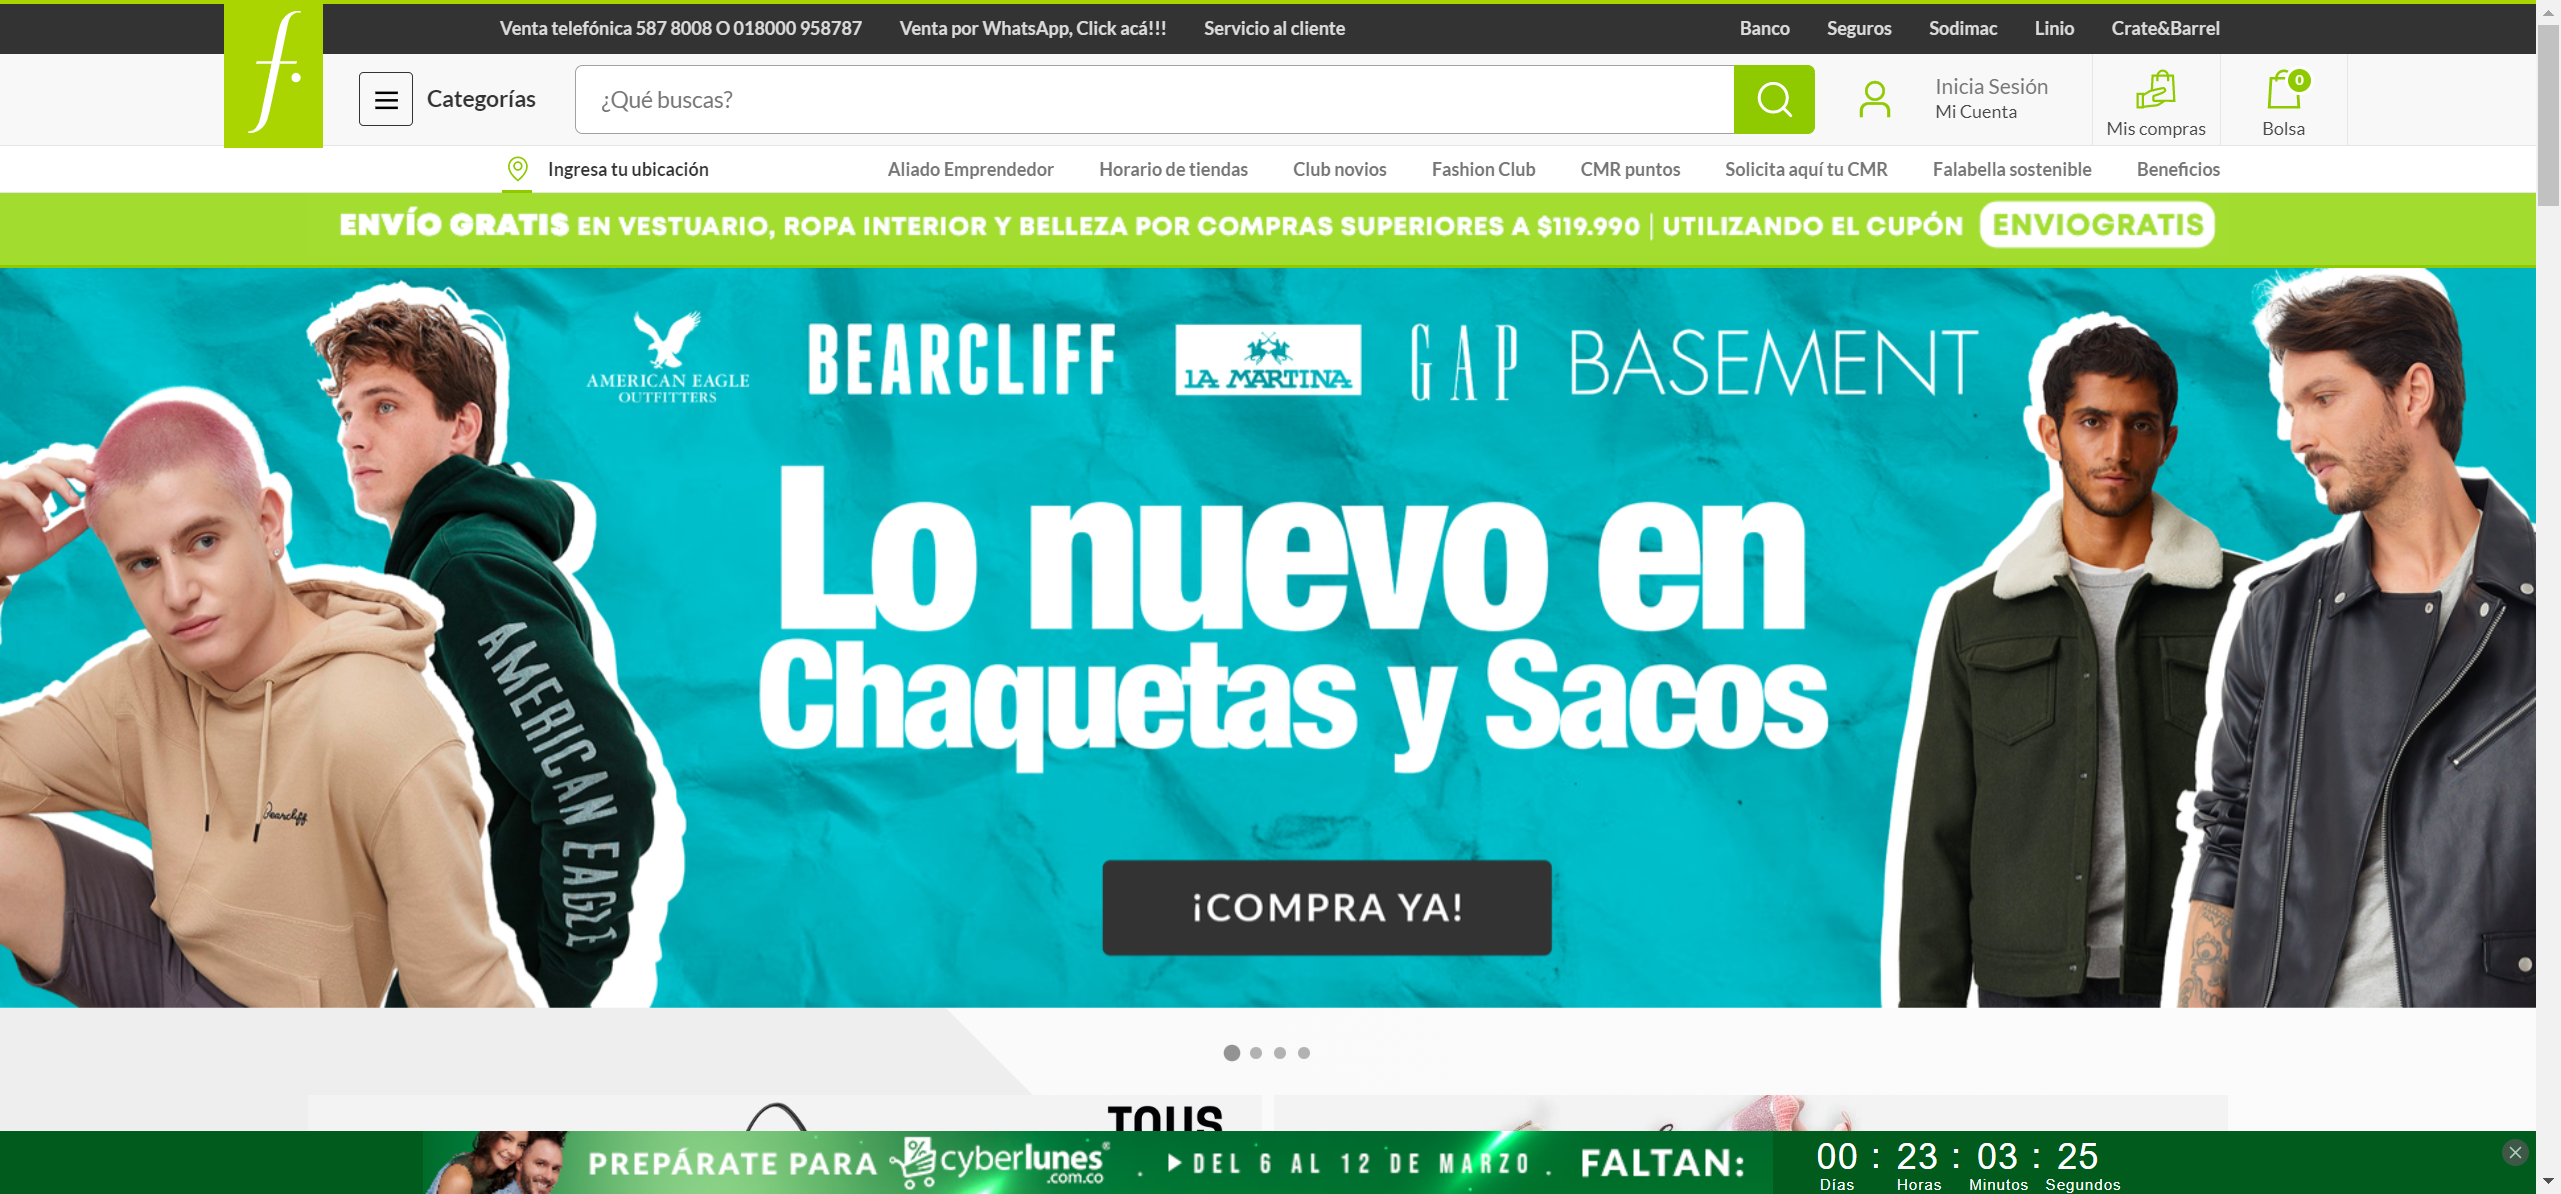 Venta telefónica 587 8008 O 018000 958787
Venta por WhatsApp, Click acá!!!
Servicio al cliente
Banco
Seguros
Sodimac
Linio
Crate&Barrel
f.
Categorías
¿Qué buscas?
Inicia Sesión
Mi Cuenta
Mis compras
0
Bolsa
Ingresa tu ubicación
Aliado Emprendedor
Horario de tiendas
Club novios
Fashion Club
CMR puntos
Solicita aquí tu CMR
Falabella sostenible
Beneficios
ENVÍO GRATIS EN VESTUARIO, ROPA INTERIOR Y BELLEZA POR COMPRAS SUPERIORES A $119.990 | UTILIZANDO EL CUPÓN ENVIOGRATIS
AMERICAN EAGLE
OUTFITTERS
BEARCLIFF
LA MARTINA
GAP
BASEMENT
Lo nuevo en
Chaquetas y Sacos
AMERICAN EAGLE
Bearcliff
¡COMPRA YA!
TOUS
PREPÁRATE PARA
% cyberlunes®
.com.co
DEL 6 AL 12 DE MARZO
FALTAN:
00 : 23 : 03 : 25
Días Horas Minutos Segundos